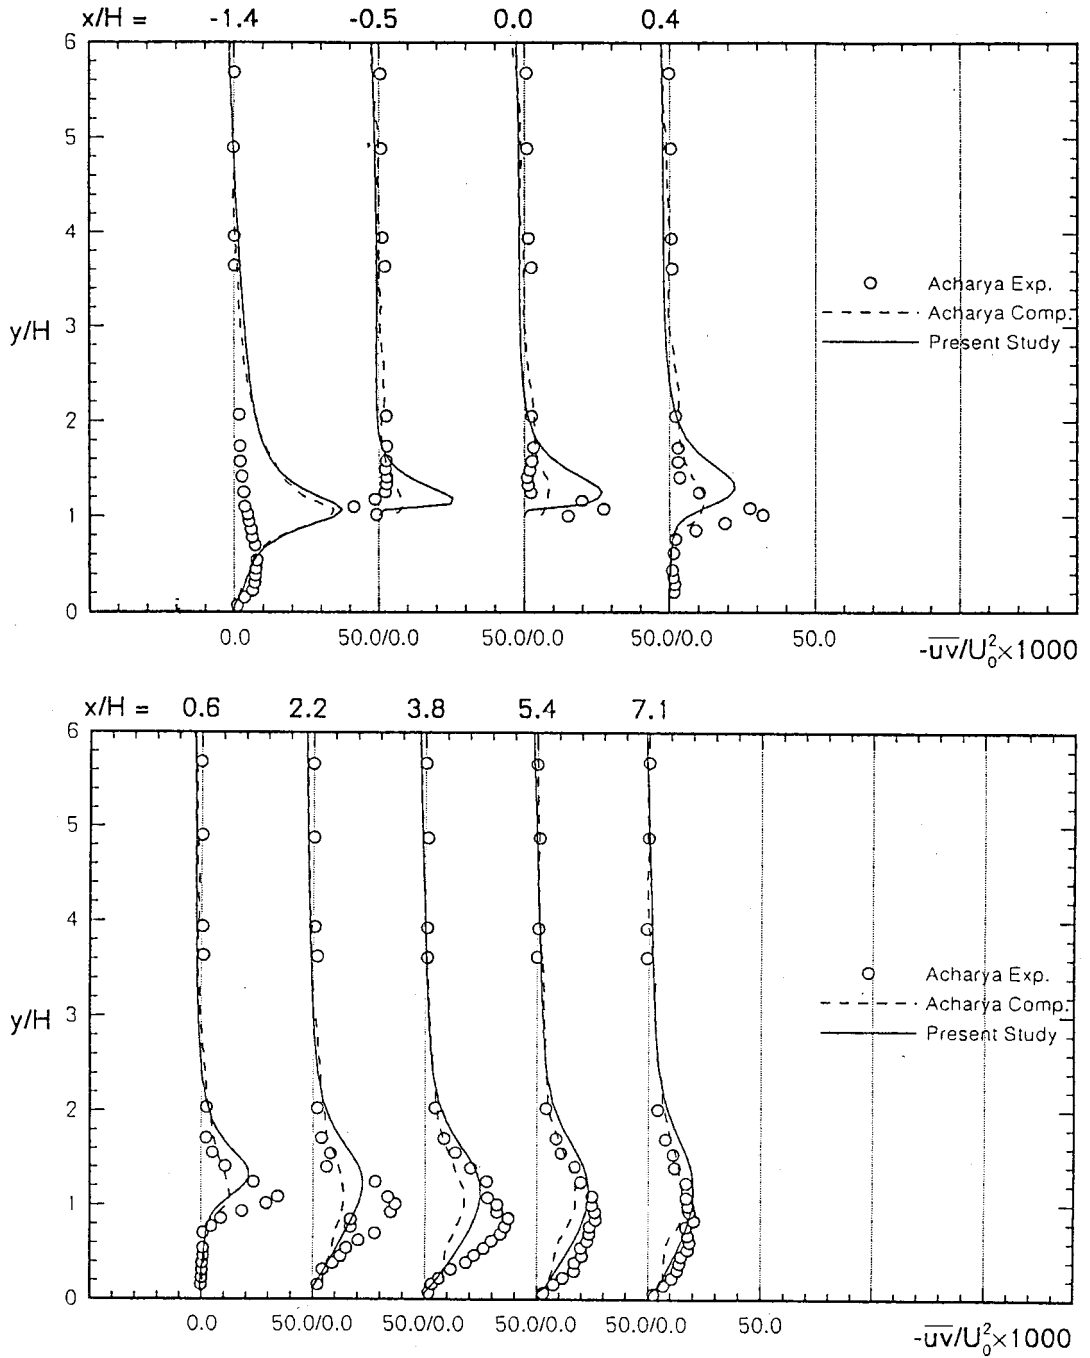 x/H = -1.4 -0.5 0.0 0.4
6
5
4
3
2
1
0
y/H
Acharya Exp.
Acharya Comp.
Present Study
0.0 50.0/0.0 50.0/0.0 50.0/0.0 50.0
-uv/U₀²×1000
x/H = 0.6 2.2 3.8 5.4 7.1
6
5
4
3
2
1
0
y/H
Acharya Exp.
Acharya Comp.
Present Study
0.0 50.0/0.0 50.0/0.0 50.0/0.0 50.0/0.0 50.0
-uv/U₀²×1000